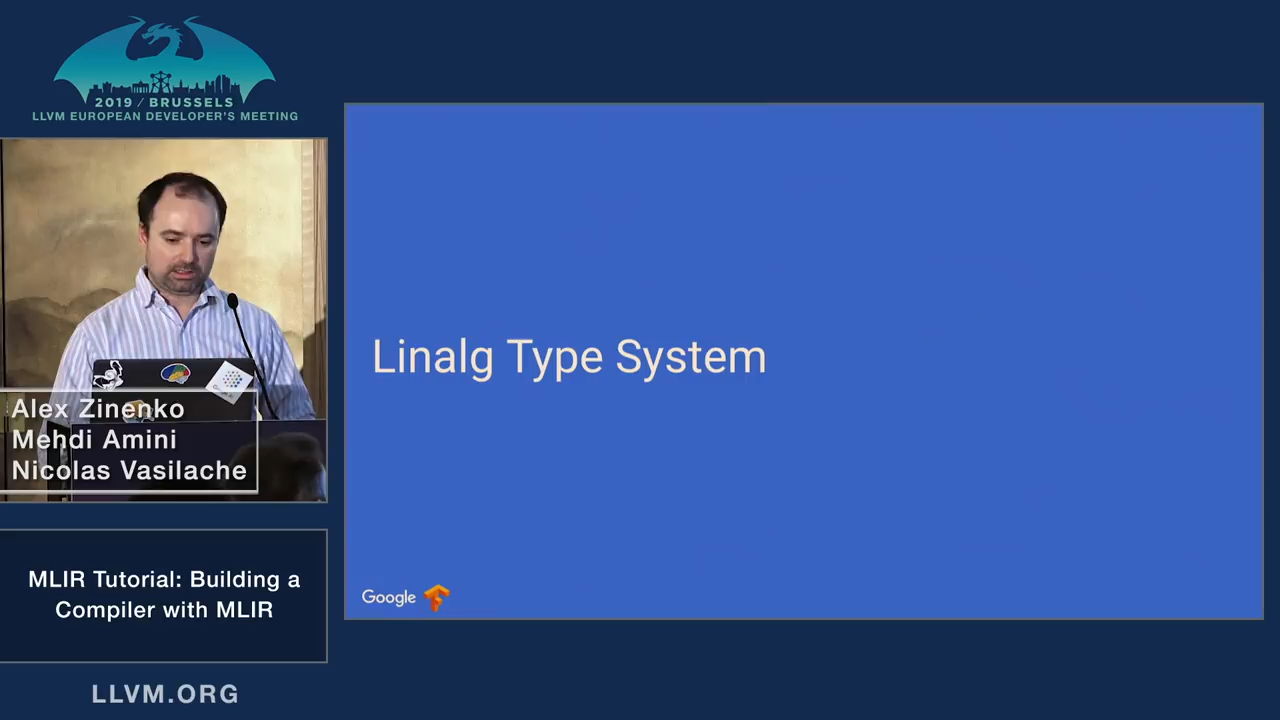 2019 / BRUSSELS
LLVM EUROPEAN DEVELOPER'S MEETING
Linalg Type System
Alex Zinenko
Mehdi Amini
Nicolas Vasilache
Google
MLIR Tutorial: Building a
Compiler with MLIR
LLVM.ORG